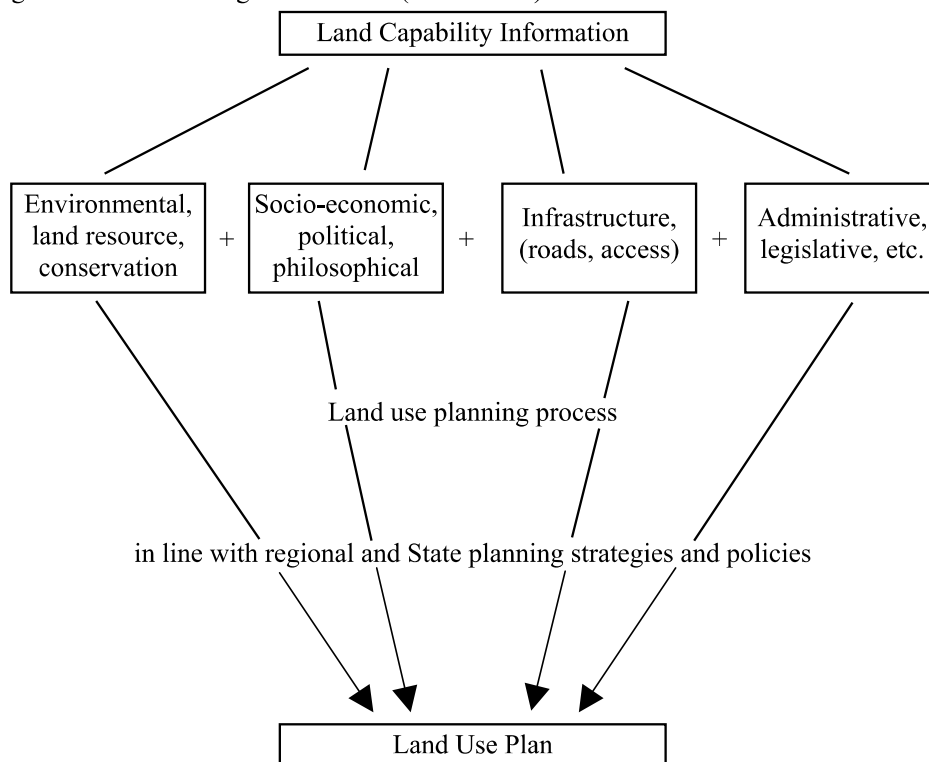 Land Capability Information
Environmental,
land resource,
conservation
+
Socio-economic,
political,
philosophical
+
Infrastructure,
(roads, access)
+
Administrative,
legislative, etc.
Land use planning process
in line with regional and State planning strategies and policies
Land Use Plan